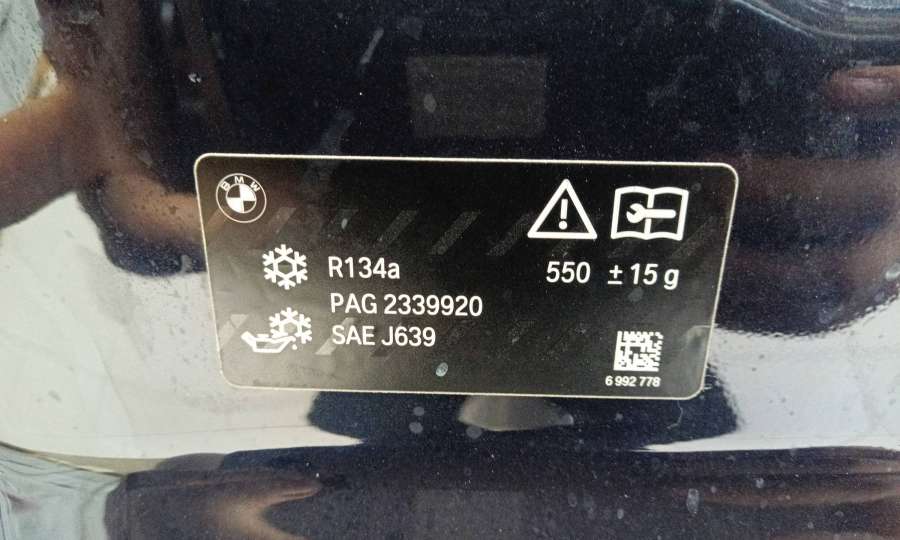 BMW
R134a 550 ± 15 g
PAG 2339920
SAE J639
6 992 778